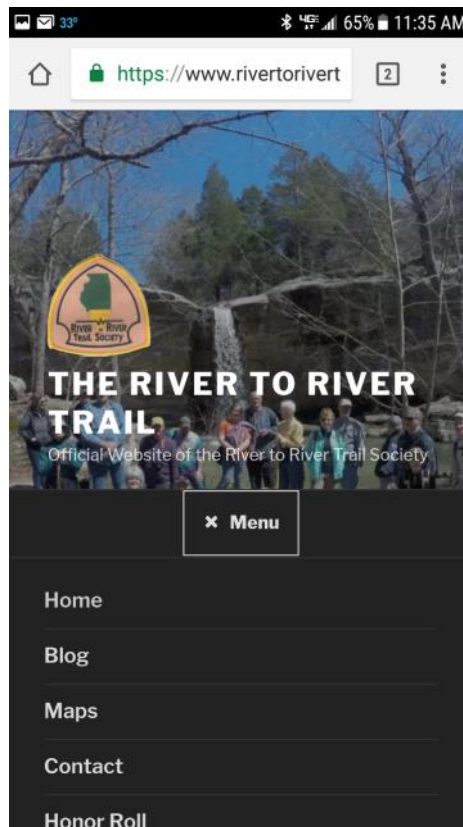 33° 4G 65% 11:35 AM
https://www.rivertorivert 2
RIVER RIVER
TRAIL SOCIETY
THE RIVER TO RIVER
TRAIL
Official Website of the River to River Trail Society
× Menu
Home
Blog
Maps
Contact
Honor Roll